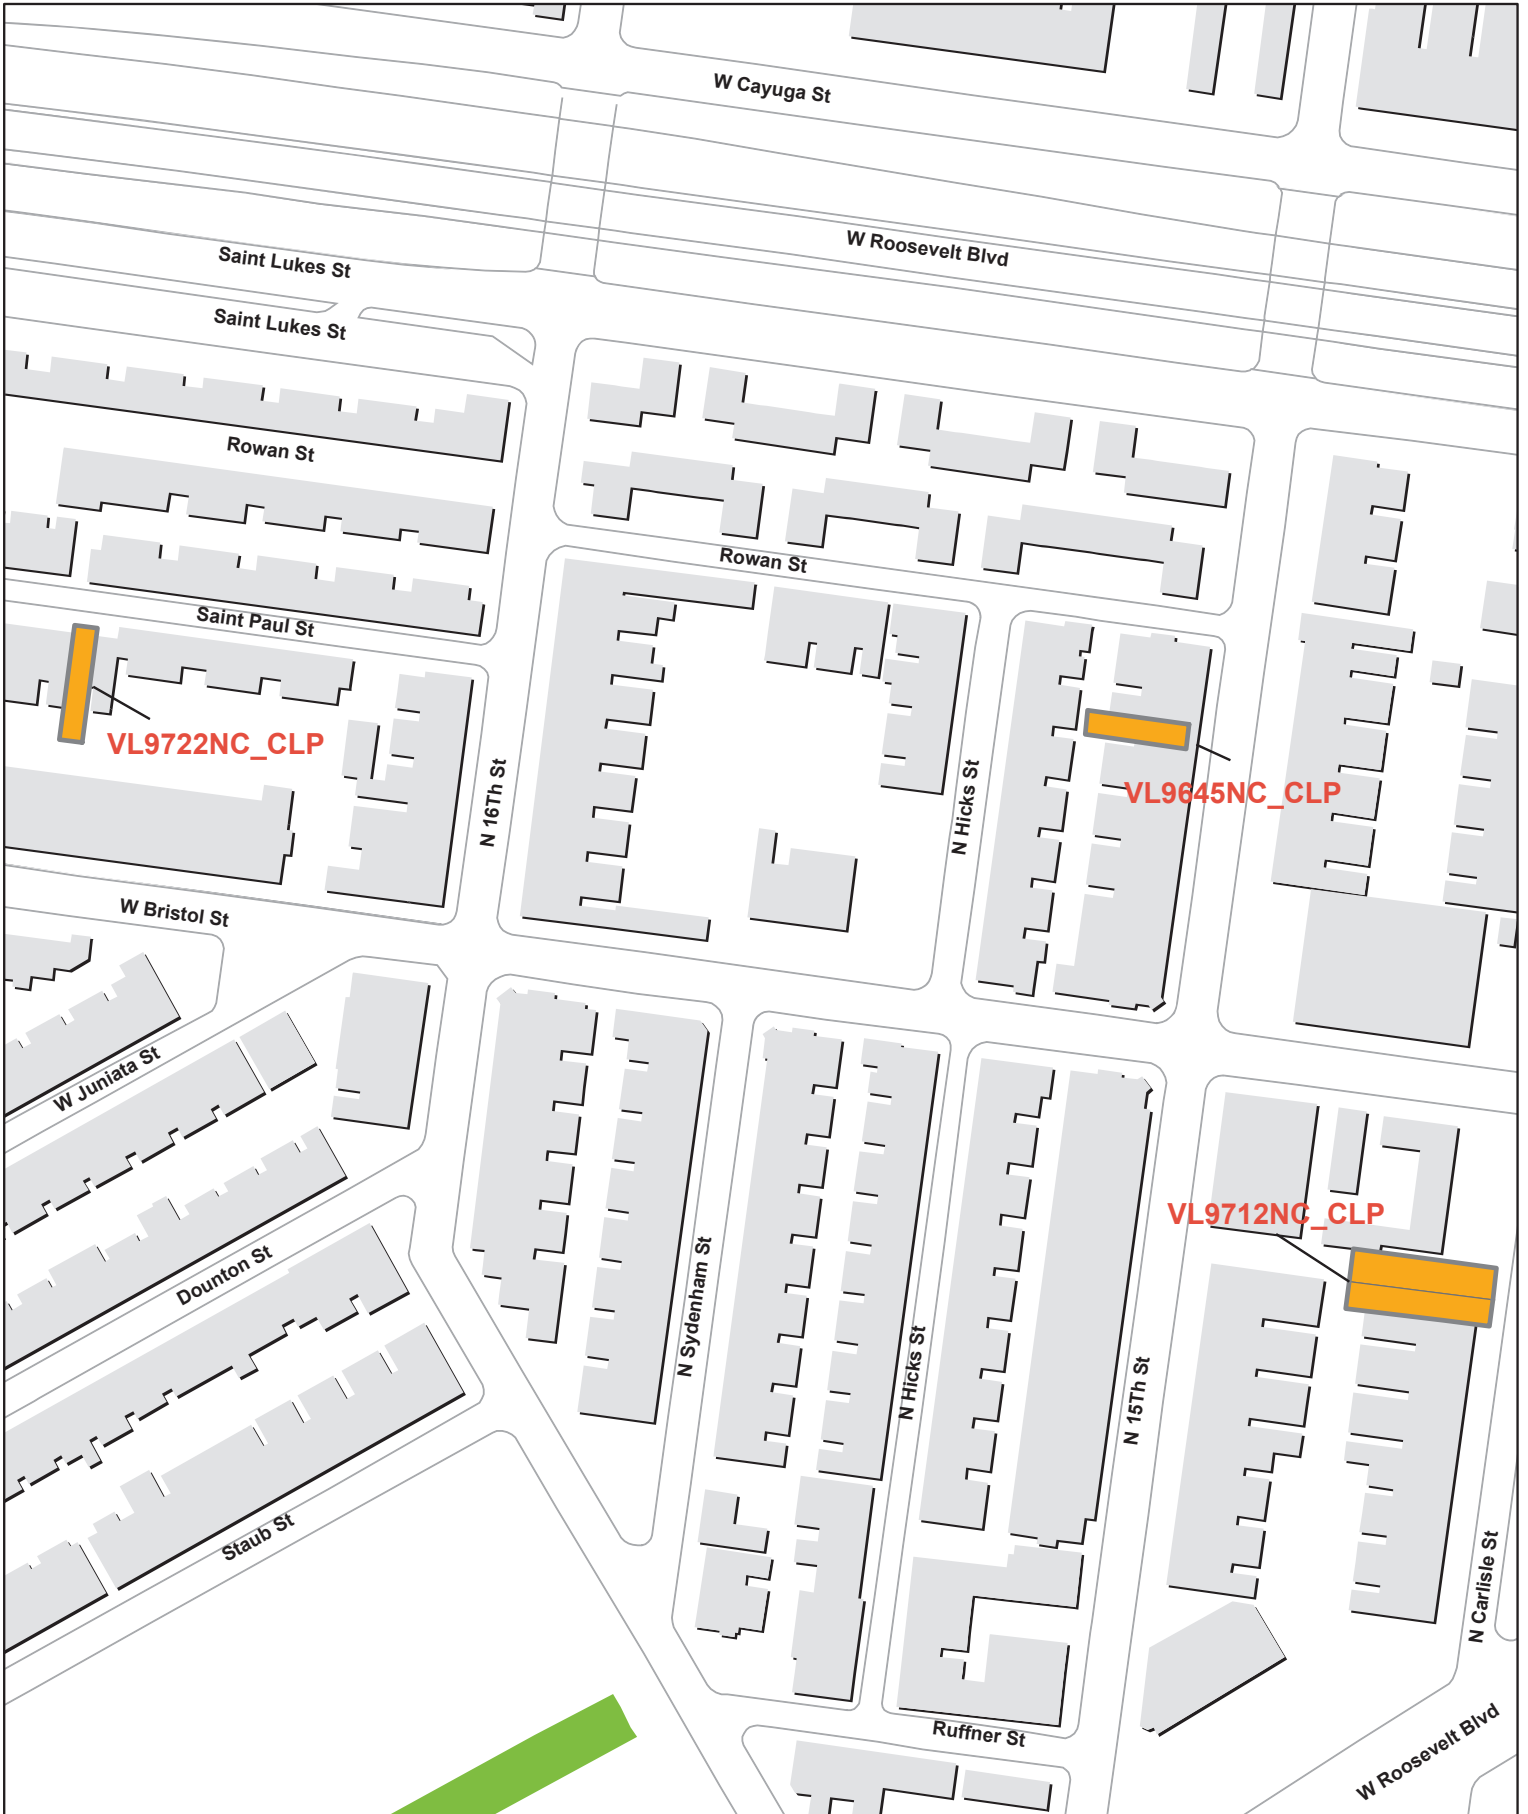 W Cayuga St
W Roosevelt Blvd
Saint Lukes St
Saint Lukes St
Rowan St
Rowan St
Saint Paul St
VL9722NC_CLP
N 16Th St
N Hicks St
VL9645NC_CLP
W Bristol St
W Juniata St
Dounton St
VL9712NC_CLP
N Sydenham St
N Hicks St
N 15Th St
Staub St
N Carlisle St
Ruffner St
W Roosevelt Blvd